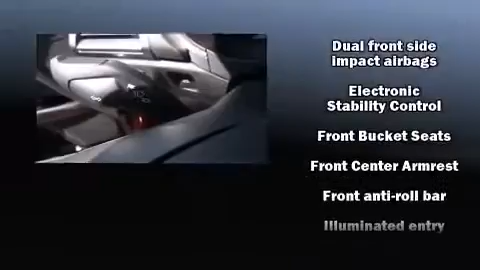 Dual front side
impact airbags
Electronic
Stability Control
Front Bucket Seats
Front Center Armrest
Front anti-roll bar
Illuminated entry